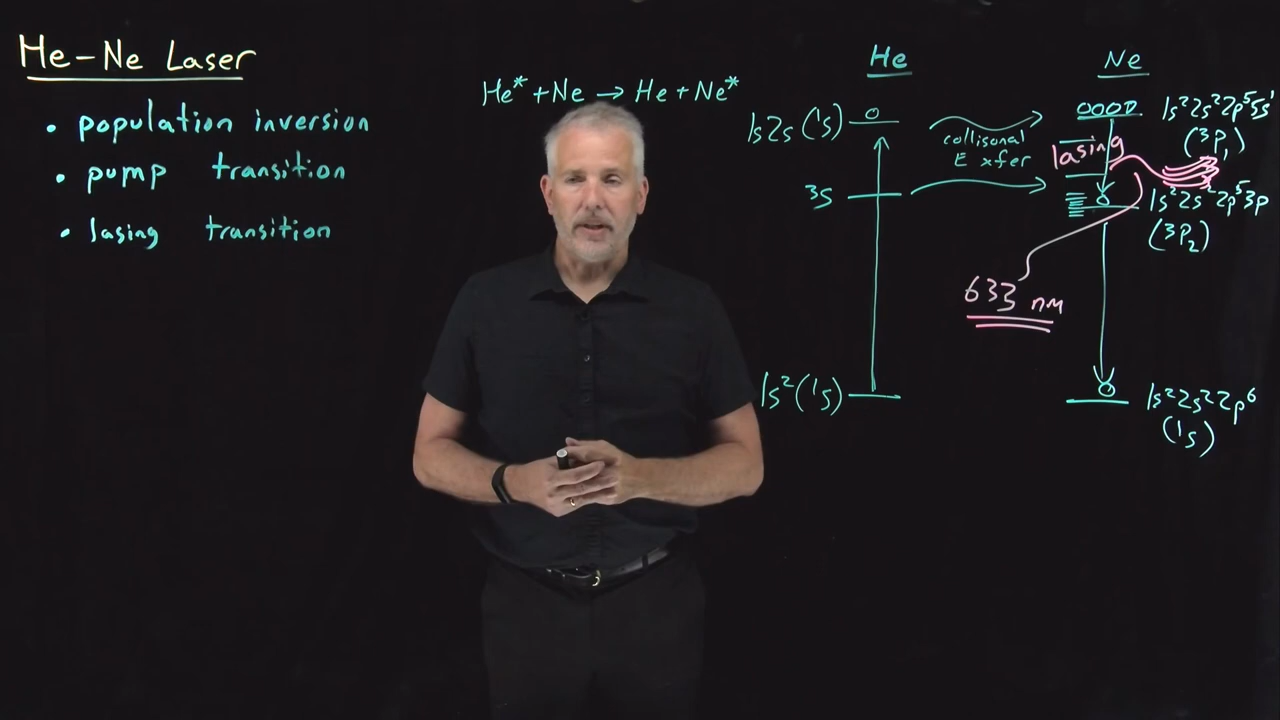 He-Ne Laser
• population inversion
• pump transition
• lasing transition
He* + Ne → He + Ne*
He
1s2s (¹S)
³S
1s²(¹S)
collisonal
E xfer
Ne
1s²2s²2p⁵5s¹
(³P₁)
lasing
1s²2s²2p⁵3p
(³P₂)
633 nm
1s²2s²2p⁶
(¹S)